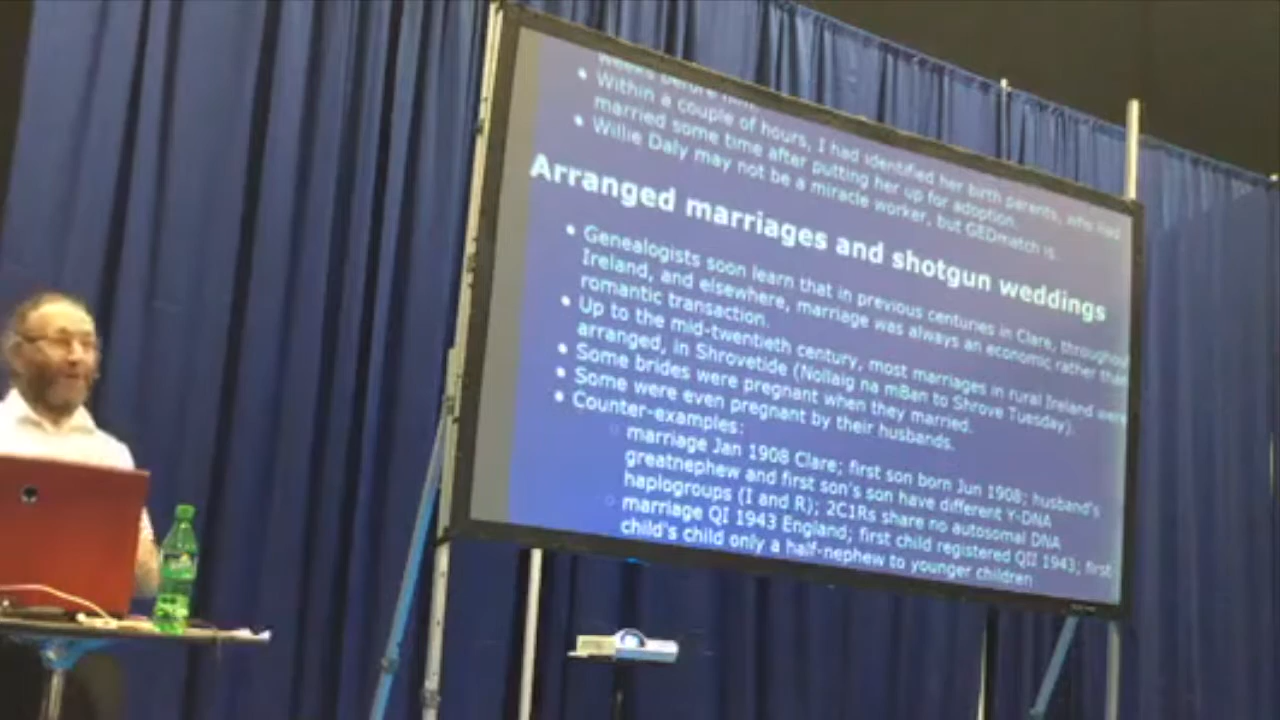 weeks before him.
• Within a couple of hours, I had identified her birth parents, who had
married some time after putting her up for adoption.
• Willie Daly may not be a miracle worker, but GEDmatch is.
Arranged marriages and shotgun weddings
• Genealogists soon learn that in previous centuries in Clare, throughout
Ireland, and elsewhere, marriage was always an economic rather than
romantic transaction.
• Up to the mid-twentieth century, most marriages in rural Ireland were
arranged, in Shrovetide (Nollaig na mBan to Shrove Tuesday).
• Some brides were pregnant when they married.
• Some were even pregnant by their husbands.
• Counter-examples:
○ marriage Jan 1908 Clare; first son born Jun 1908; husband's
greatnephew and first son's son have different Y-DNA
haplogroups (I and R); 2C1Rs share no autosomal DNA
○ marriage QI 1943 England; first child registered QII 1943; first
child's child only a half-nephew to younger children